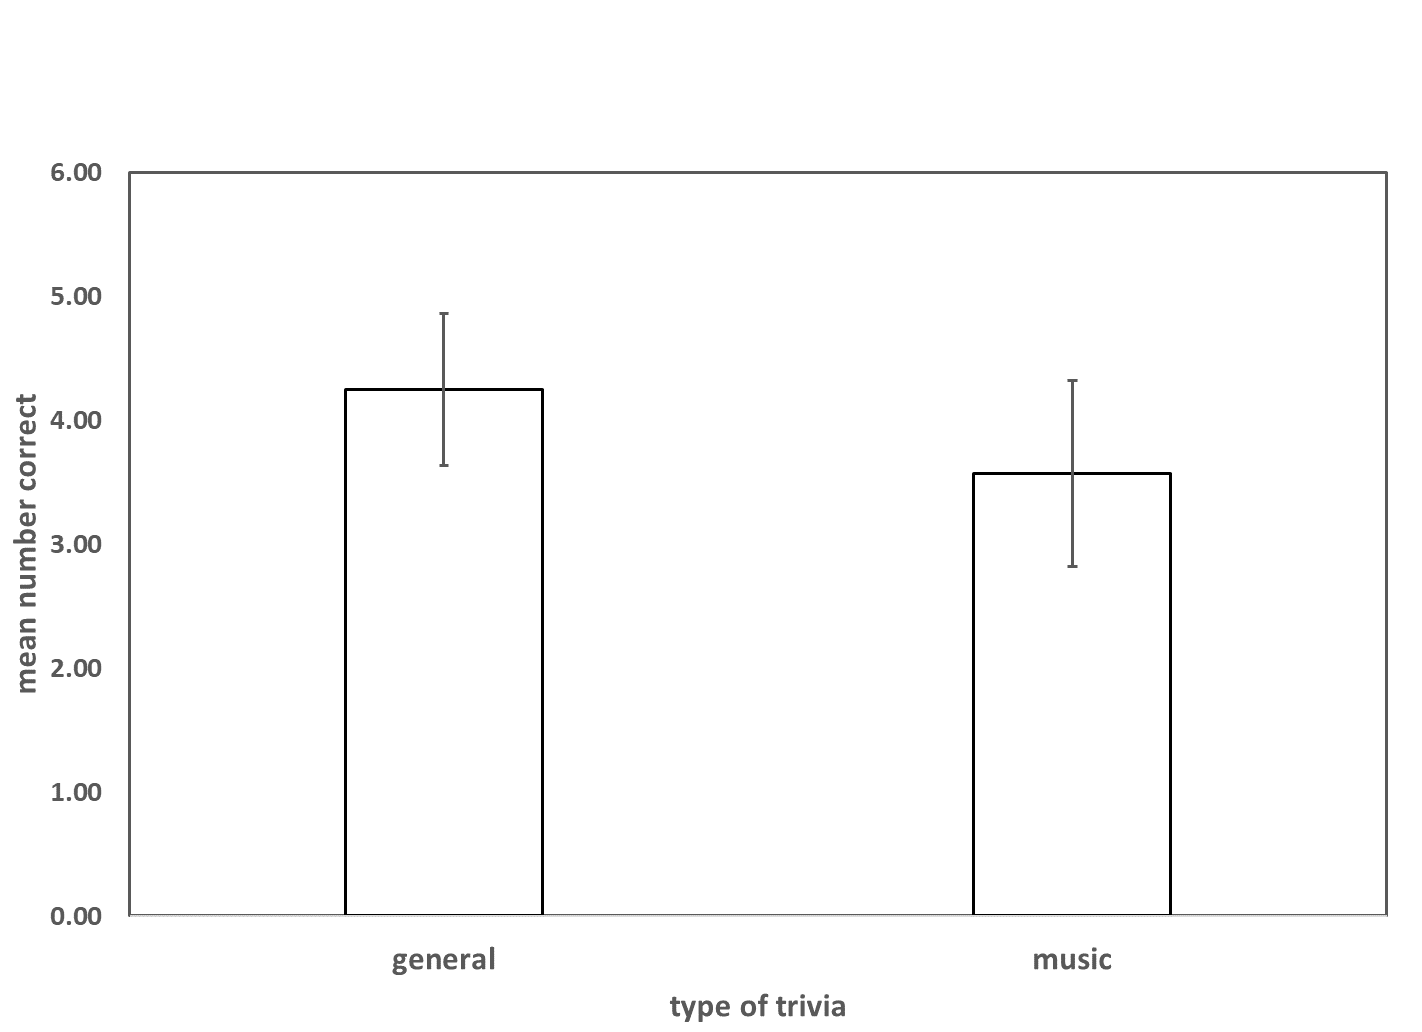 6.00
5.00
4.00
3.00
2.00
1.00
0.00
mean number correct
general
music
type of trivia